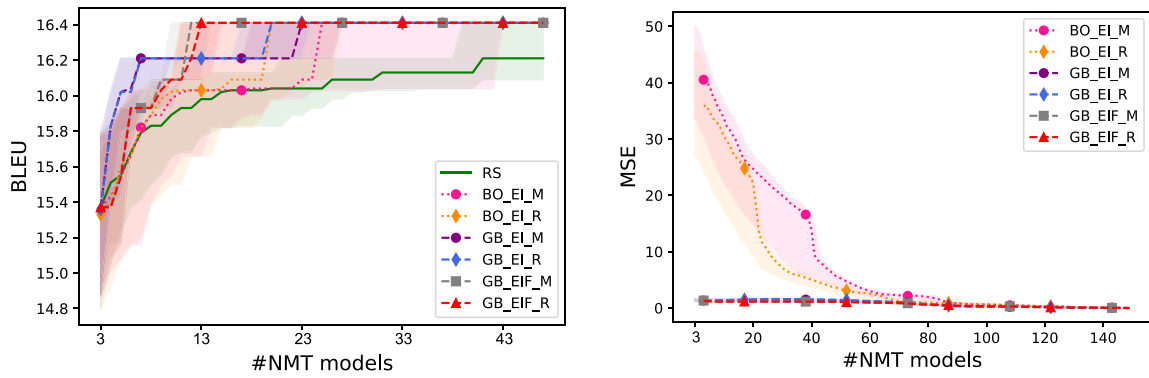 16.4
16.2
16.0
15.8
15.6
15.4
15.2
15.0
14.8
BLEU
3 13 23 33 43
#NMT models
RS
BO_EI_M
BO_EI_R
GB_EI_M
GB_EI_R
GB_EIF_M
GB_EIF_R
50
40
30
20
10
0
MSE
3 20 40 60 80 100 120 140
#NMT models
BO_EI_M
BO_EI_R
GB_EI_M
GB_EI_R
GB_EIF_M
GB_EIF_R